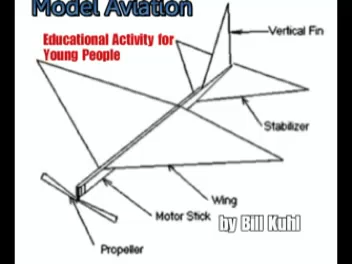 Model Aviation
Educational Activity for
Young People
Vertical Fin
Stabilizer
Wing
by Bill Kuhl
Motor Stick
Propeller